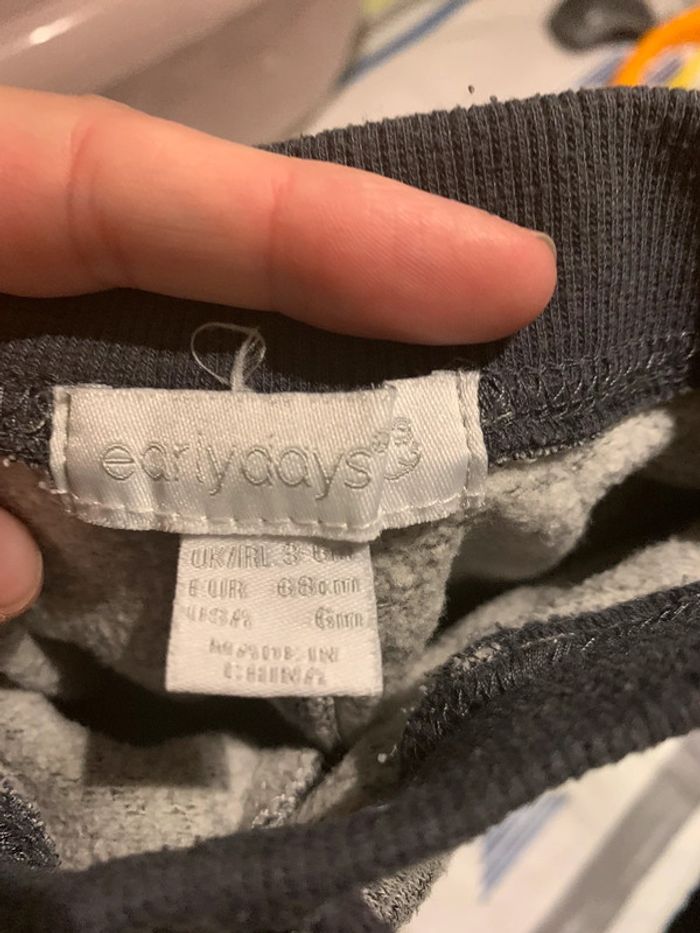 earlydays
UK/IRL 3-6m
EUR 68cm
USA 6m
MADE IN
CHINA